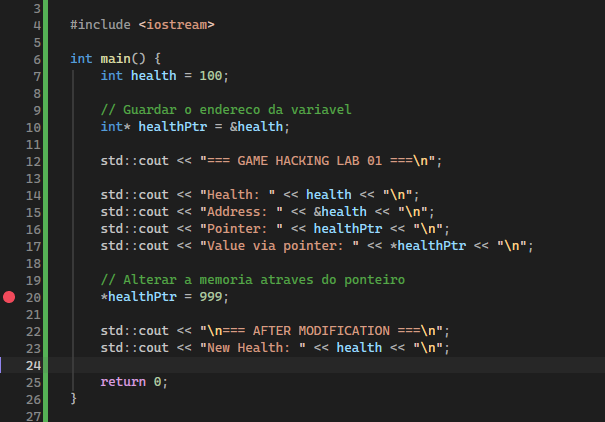 3
4 #include <iostream>
5
6 int main() {
7 int health = 100;
8
9 // Guardar o endereco da variavel
10 int* healthPtr = &health;
11
12 std::cout << "=== GAME HACKING LAB 01 ===\n";
13
14 std::cout << "Health: " << health << "\n";
15 std::cout << "Address: " << &health << "\n";
16 std::cout << "Pointer: " << healthPtr << "\n";
17 std::cout << "Value via pointer: " << *healthPtr << "\n";
18
19 // Alterar a memoria atraves do ponteiro
20 *healthPtr = 999;
21
22 std::cout << "\n=== AFTER MODIFICATION ===\n";
23 std::cout << "New Health: " << health << "\n";
24
25 return 0;
26 }
27